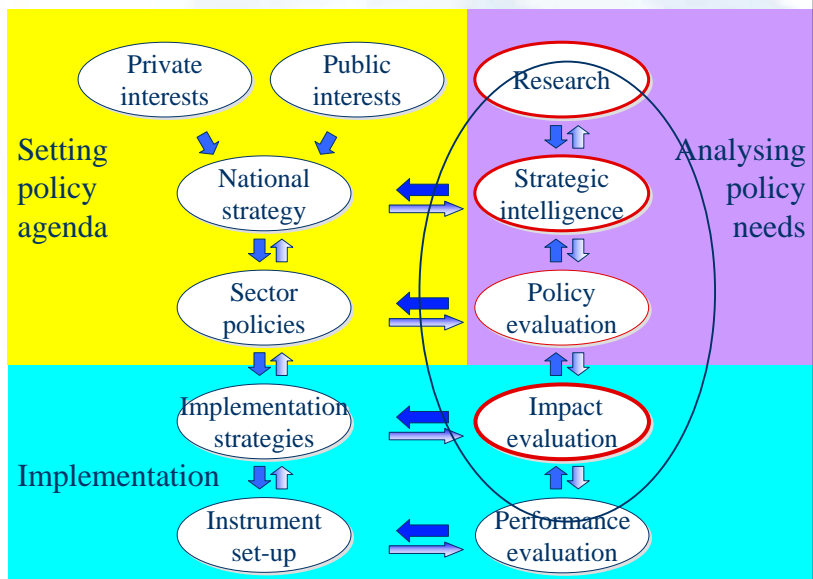 Private
interests
Public
interests
Research
Setting
policy
agenda
National
strategy
Strategic
intelligence
Analysing
policy
needs
Sector
policies
Policy
evaluation
Implementation
strategies
Impact
evaluation
Implementation
Instrument
set-up
Performance
evaluation